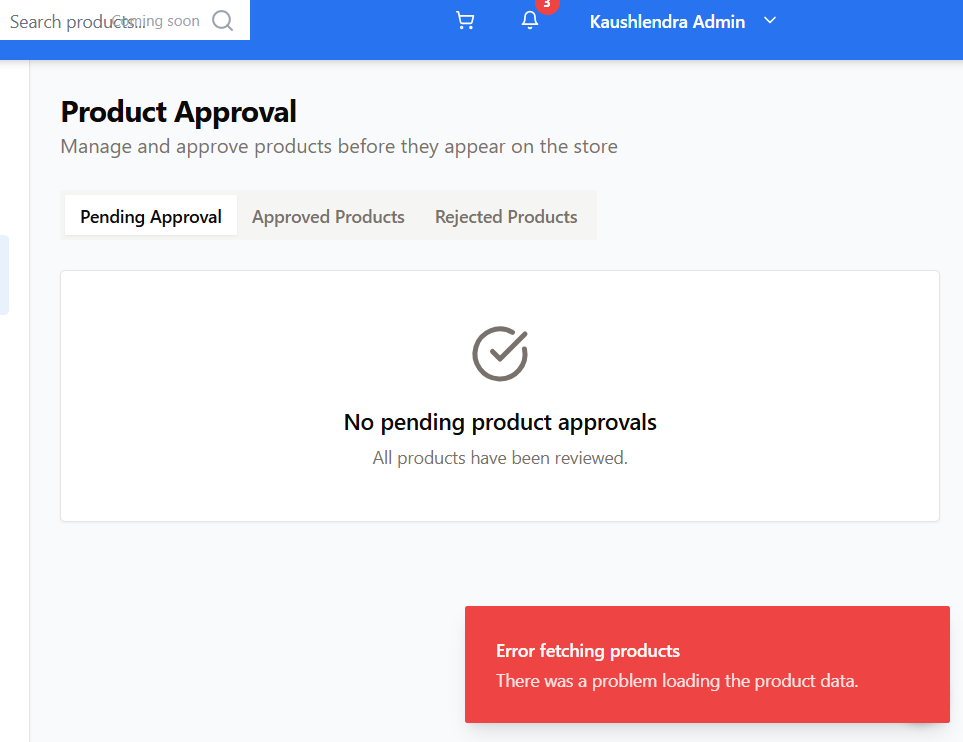 Search products...
Coming soon
3
Kaushlendra Admin
Product Approval
Manage and approve products before they appear on the store
Pending Approval Approved Products Rejected Products
No pending product approvals
All products have been reviewed.
Error fetching products
There was a problem loading the product data.